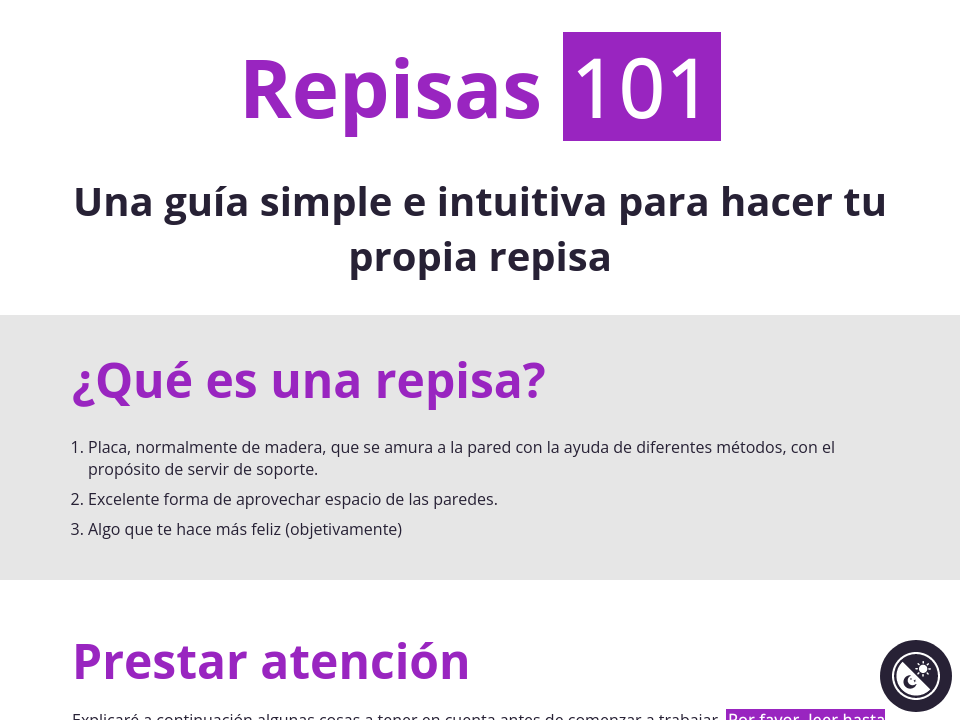 Repisas 101
Una guía simple e intuitiva para hacer tu
propia repisa
¿Qué es una repisa?
1. Placa, normalmente de madera, que se amura a la pared con la ayuda de diferentes métodos, con el
propósito de servir de soporte.
2. Excelente forma de aprovechar espacio de las paredes.
3. Algo que te hace más feliz (objetivamente)
Prestar atención
Explicaré a continuación algunas cosas a tener en cuenta antes de comenzar a trabajar. Por favor, leer hasta